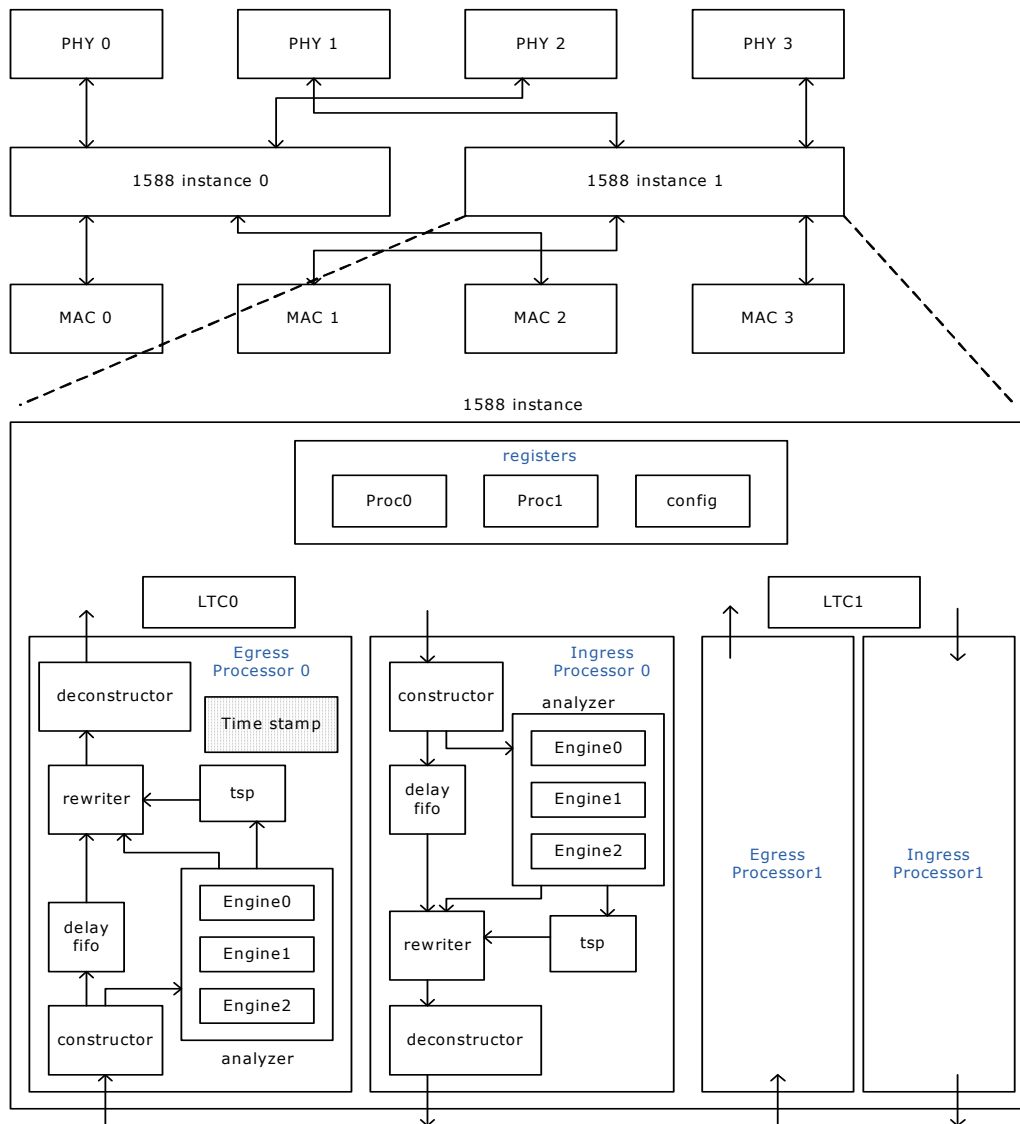 PHY 0
PHY 1
PHY 2
PHY 3
1588 instance 0
1588 instance 1
MAC 0
MAC 1
MAC 2
MAC 3
1588 instance
registers
Proc0
Proc1
config
LTC0
LTC1
Egress
Processor 0
deconstructor
Time stamp
rewriter
tsp
Engine0
delay
fifo
Engine1
Engine2
constructor
analyzer
Ingress
Processor 0
constructor
analyzer
Engine0
delay
fifo
Engine1
Engine2
rewriter
tsp
deconstructor
Egress
Processor1
Ingress
Processor1